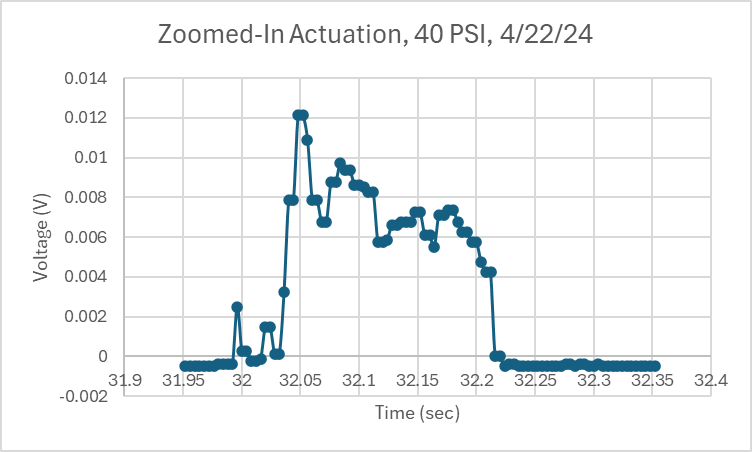 Zoomed-In Actuation, 40 PSI, 4/22/24
0.014
0.012
0.01
0.008
0.006
0.004
0.002
0
-0.002
Voltage (V)
31.9 31.95 32 32.05 32.1 32.15 32.2 32.25 32.3 32.35 32.4
Time (sec)